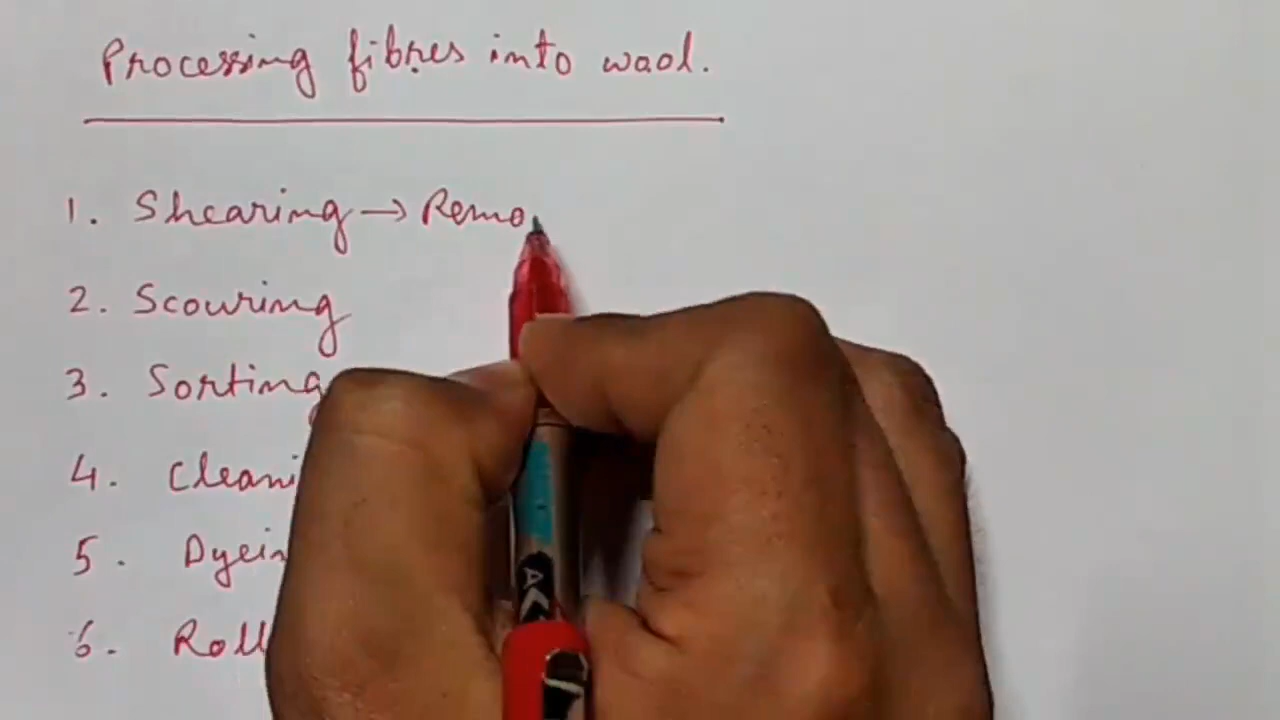 Processing fibres into wool.
1. Shearing → Remo
2. Scouring
3. Sorting
4. Cleani
5. Dyein
6. Roll